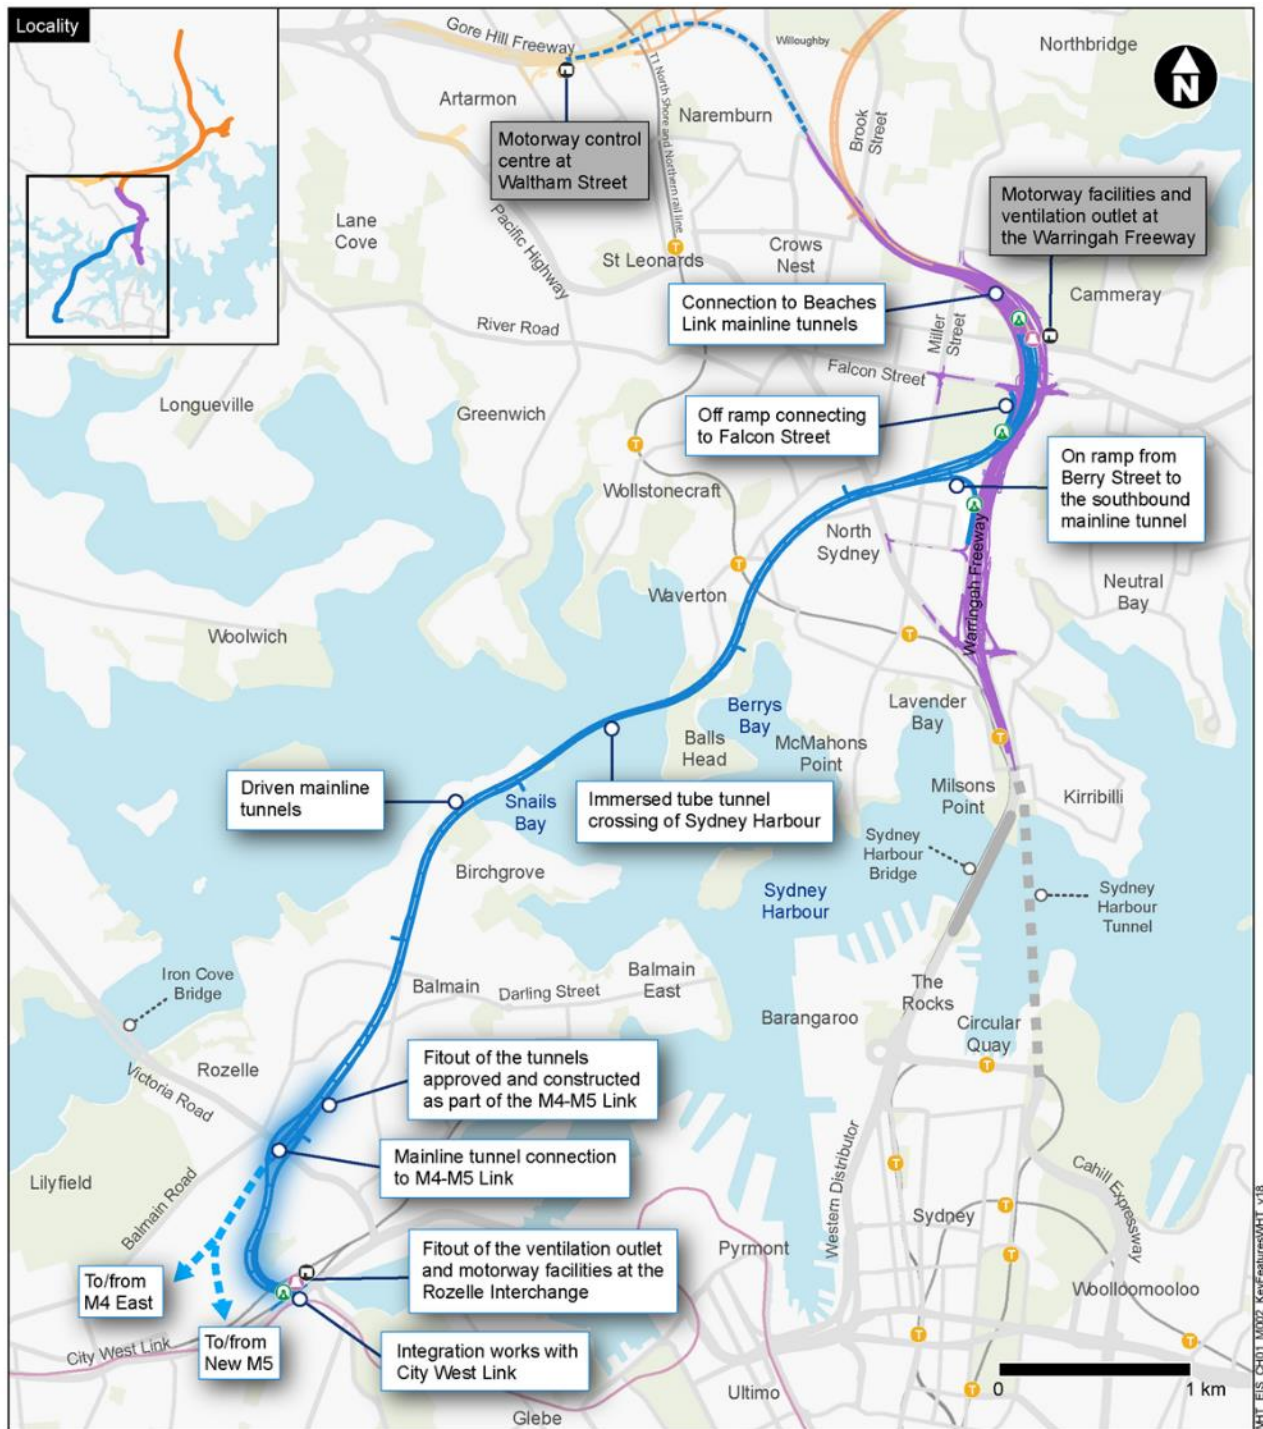 Locality
Gore Hill Freeway
Willoughby
Northbridge
N
Artarmon
T1 North Shore and Northern rail line
Naremburn
Brook
Street
Motorway control
centre at
Waltham Street
Motorway facilities and
ventilation outlet at
the Warringah Freeway
Lane
Cove
Pacific Highway
T
St Leonards
Crows
Nest
Connection to Beaches
Link mainline tunnels
Cammeray
River Road
Miller
Street
Falcon Street
Longueville
Greenwich
Off ramp connecting
to Falcon Street
T
On ramp from
Berry Street to
the southbound
mainline tunnel
Wollstonecraft
North
Sydney
Warringah Freeway
T
Waverton
Neutral
Bay
Woolwich
T
Lavender
Bay
Berrys
Bay
Balls
Head
McMahons
Point
T
Driven mainline
tunnels
Snails
Bay
Immersed tube tunnel
crossing of Sydney Harbour
Milsons
Point
Kirribilli
Sydney
Harbour
Bridge
Birchgrove
Sydney
Harbour
Sydney
Harbour
Tunnel
Iron Cove
Bridge
Balmain
Darling Street
Balmain
East
The
Rocks
Barangaroo
Circular
Quay
T
Rozelle
Victoria Road
Fitout of the tunnels
approved and constructed
as part of the M4-M5 Link
Mainline tunnel connection
to M4-M5 Link
Lilyfield
Balmain Road
Western Distributor
T
Cahill Expressway
T
Sydney
T
Pyrmont
Fitout of the ventilation outlet
and motorway facilities at the
Rozelle Interchange
To/from
M4 East
To/from
New M5
Woolloomooloo
T
T
City West Link
Integration works with
City West Link
T
Ultimo
Glebe
0
1 km
WHT_EIS_CH01_M002_KeyFeaturesWHT_v18